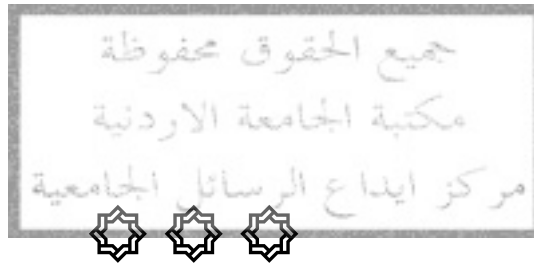 جميع الحقوق محفوظة
مكتبة الجامعة الاردنية
مركز ايداع الرسائل الجامعية